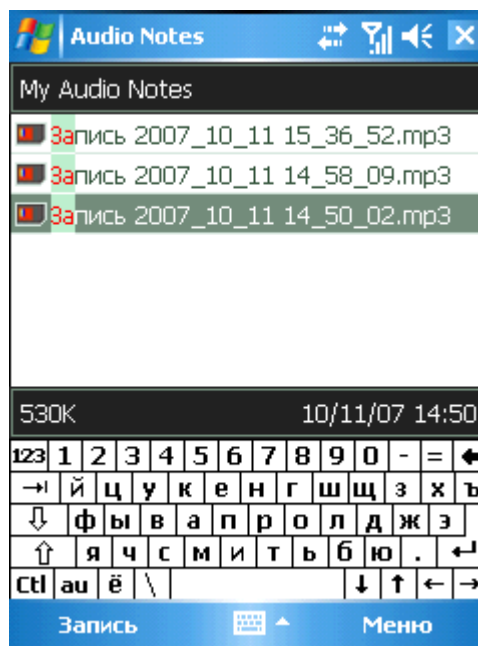 Audio Notes
My Audio Notes
Запись 2007_10_11 15_36_52.mp3
Запись 2007_10_11 14_58_09.mp3
Запись 2007_10_11 14_50_02.mp3
530K 10/11/07 14:50
123 1 2 3 4 5 6 7 8 9 0 - =
й ц у к е н г ш щ з х ъ
ф ы в а п р о л д ж э
я ч с м и т ь б ю .
Ctl au ё \
Запись Меню